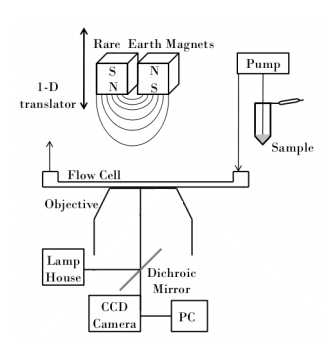 Rare Earth Magnets
S N
N S
1-D
translator
Pump
Sample
Flow Cell
Objective
Lamp
House
Dichroic
Mirror
CCD
Camera
PC